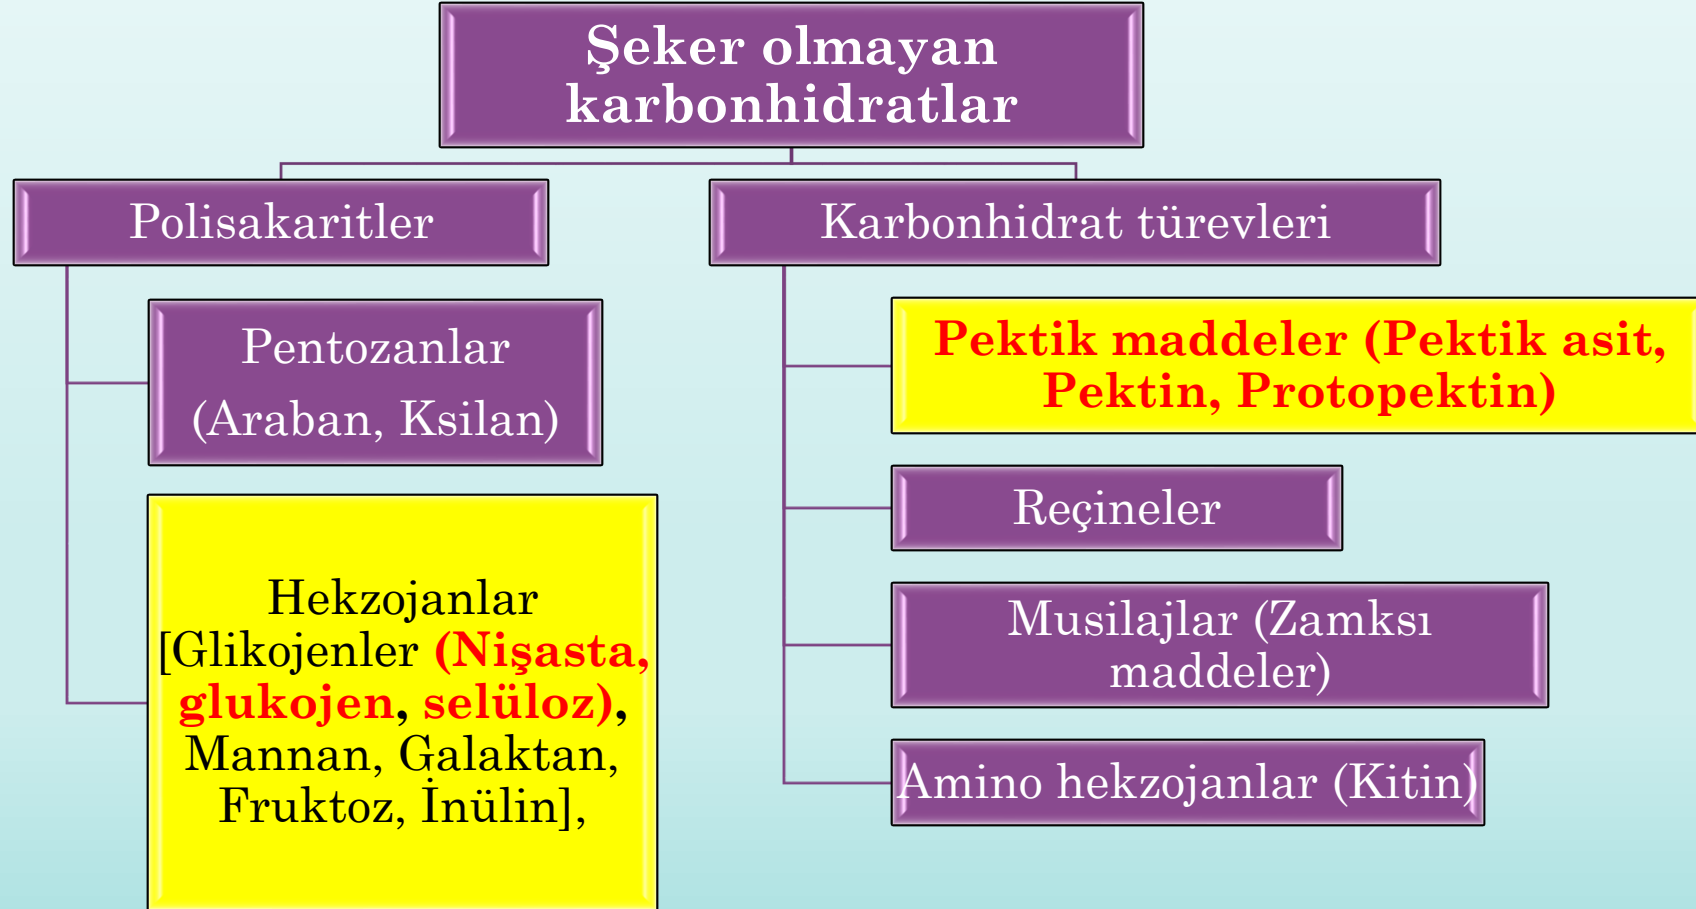 Şeker olmayan
karbonhidratlar
Polisakaritler
Pentozanlar
(Araban, Ksilan)
Hekzojanlar
[Glikojenler (Nişasta,
glukojen, selüloz),
Mannan, Galaktan,
Fruktoz, İnülin],
Karbonhidrat türevleri
Pektik maddeler (Pektik asit,
Pektin, Protopektin)
Reçineler
Musilajlar (Zamksı
maddeler)
Amino hekzojanlar (Kitin)